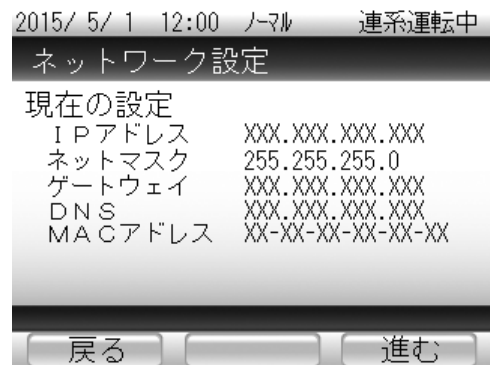 2015/ 5/ 1 12:00 ﾉｰﾏﾙ 連系運転中
ネットワーク設定
現在の設定
ＩＰアドレス XXX.XXX.XXX.XXX
ネットマスク 255.255.255.0
ゲートウェイ XXX.XXX.XXX.XXX
ＤＮＳ XXX.XXX.XXX.XXX
ＭＡＣアドレス XX-XX-XX-XX-XX-XX
戻る 進む